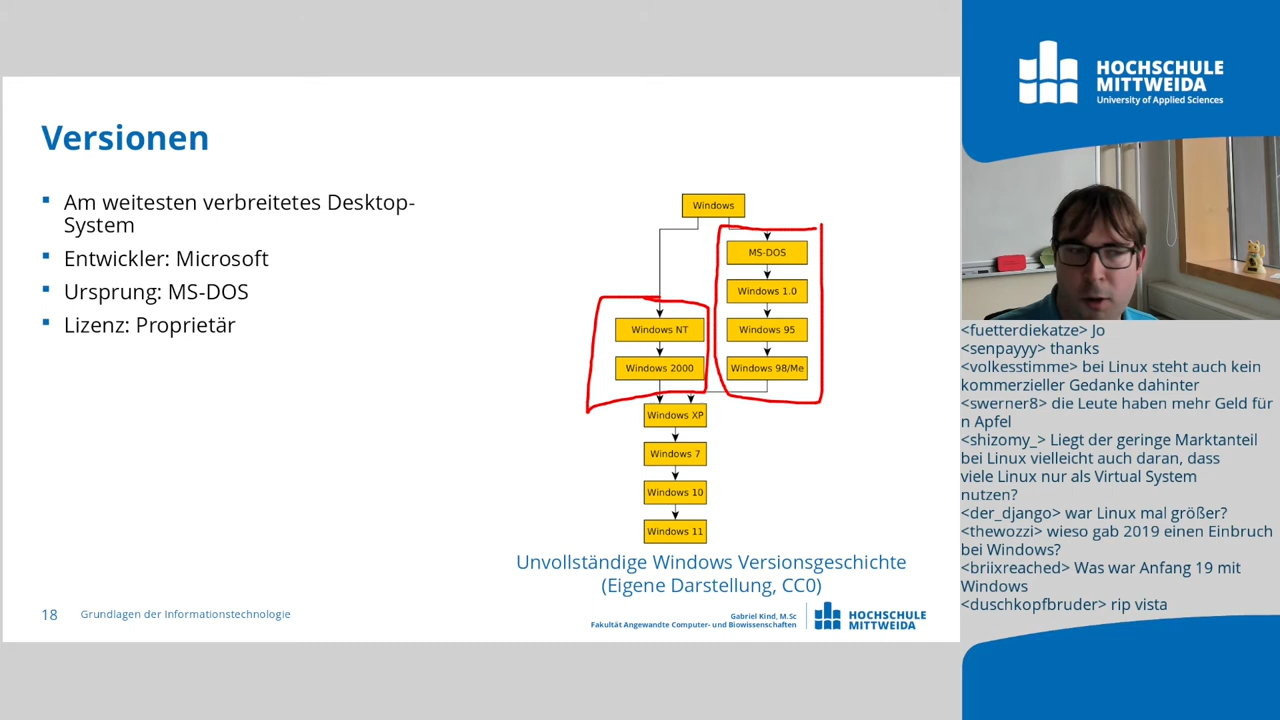 Versionen
Am weitesten verbreitetes Desktop-
System
Entwickler: Microsoft
Ursprung: MS-DOS
Lizenz: Proprietär
Windows
MS-DOS
Windows 1.0
Windows NT
Windows 95
Windows 2000
Windows 98/Me
Windows XP
Windows 7
Windows 10
Windows 11
Unvollständige Windows Versionsgeschichte
(Eigene Darstellung, CC0)
18
Grundlagen der Informationstechnologie
Gabriel Kind, M.Sc
Fakultät Angewandte Computer- und Biowissenschaften
HOCHSCHULE
MITTWEIDA
HOCHSCHULE
MITTWEIDA
University of Applied Sciences
<fuetterdiekatze> Jo
<senpayyy> thanks
<volkesstimme> bei Linux steht auch kein
kommerzieller Gedanke dahinter
<swerner8> die Leute haben mehr Geld für
n Apfel
<shizomy_> Liegt der geringe Marktanteil
bei Linux vielleicht auch daran, dass
viele Linux nur als Virtual System
nutzen?
<der_django> war Linux mal größer?
<thewozzi> wieso gab 2019 einen Einbruch
bei Windows?
<briixreached> Was war Anfang 19 mit
Windows
<duschkopfbruder> rip vista